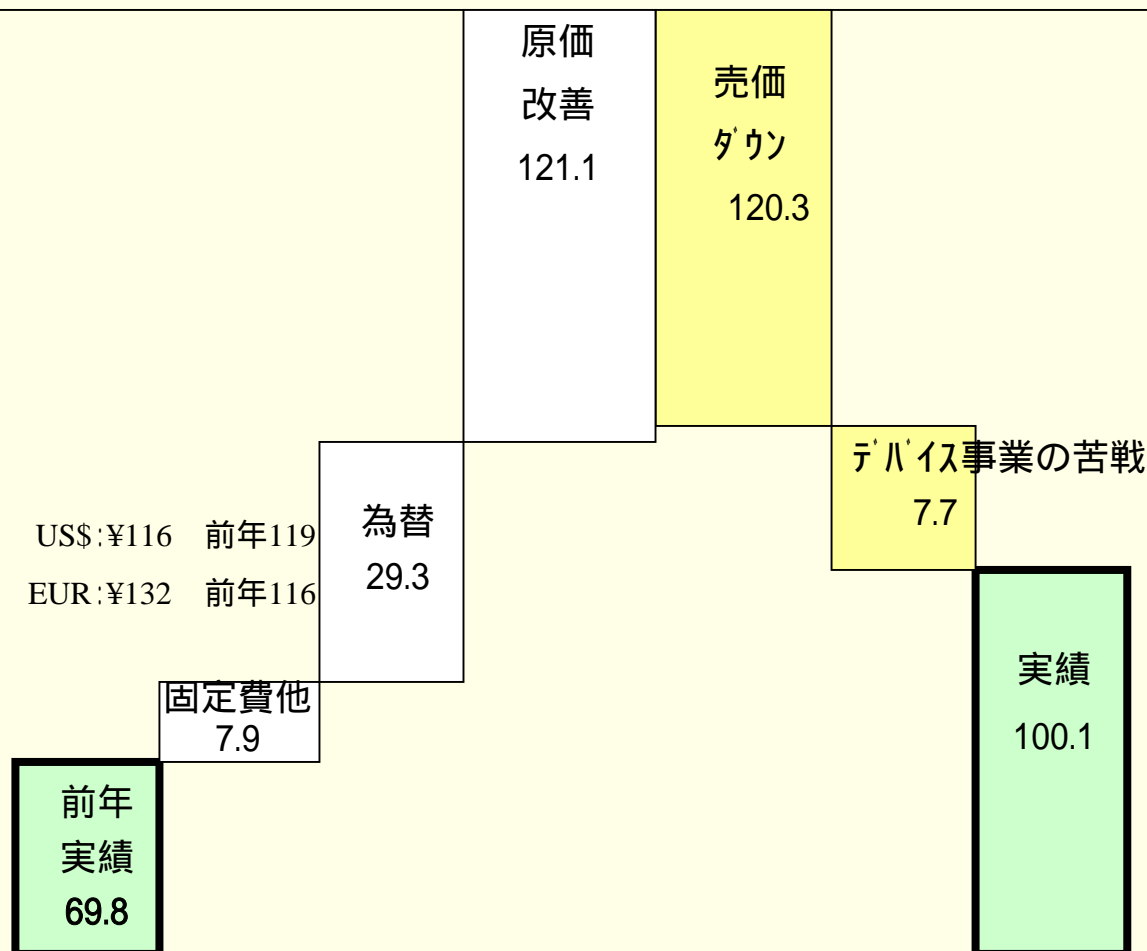 原価
改善
121.1
売価
ﾀﾞｳﾝ
120.3
ﾃﾞﾊﾞｲｽ事業の苦戦
7.7
US$:¥116 前年119
EUR:¥132 前年116
為替
29.3
固定費他
7.9
実績
100.1
前年
実績
69.8